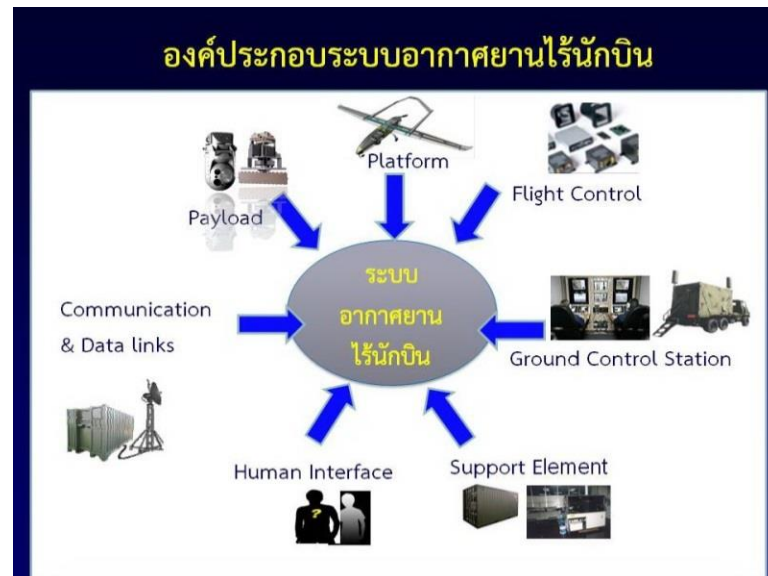 องค์ประกอบระบบอากาศยานไร้นักบิน
Platform
Flight Control
Payload
ระบบ
อากาศยาน
ไร้นักบิน
Communication
& Data links
Ground Control Station
Human Interface
Support Element
?